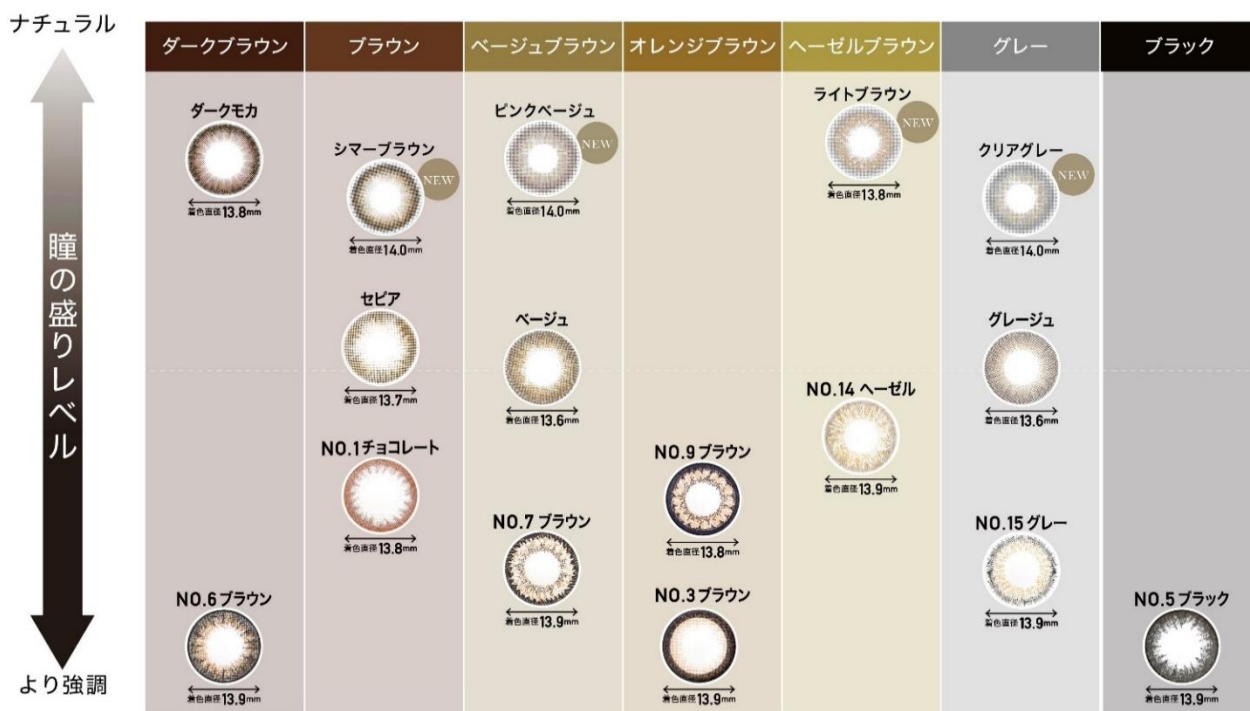 ナチュラル
瞳の盛りレベル
より強調
ダークブラウン
ブラウン
ベージュブラウン
オレンジブラウン
ヘーゼルブラウン
グレー
ブラック
ダークモカ
着色直径13.8mm
NO.6 ブラウン
着色直径13.9mm
シマーブラウン
NEW
着色直径14.0mm
セピア
着色直径13.7mm
NO.1チョコレート
着色直径13.8mm
ピンクベージュ
NEW
着色直径14.0mm
ベージュ
着色直径13.6mm
NO.7 ブラウン
着色直径13.9mm
NO.9 ブラウン
着色直径13.8mm
NO.3 ブラウン
着色直径13.9mm
ライトブラウン
NEW
着色直径13.8mm
NO.14 ヘーゼル
着色直径13.9mm
クリアグレー
NEW
着色直径14.0mm
グレージュ
着色直径13.6mm
NO.15 グレー
着色直径13.9mm
NO.5 ブラック
着色直径13.9mm